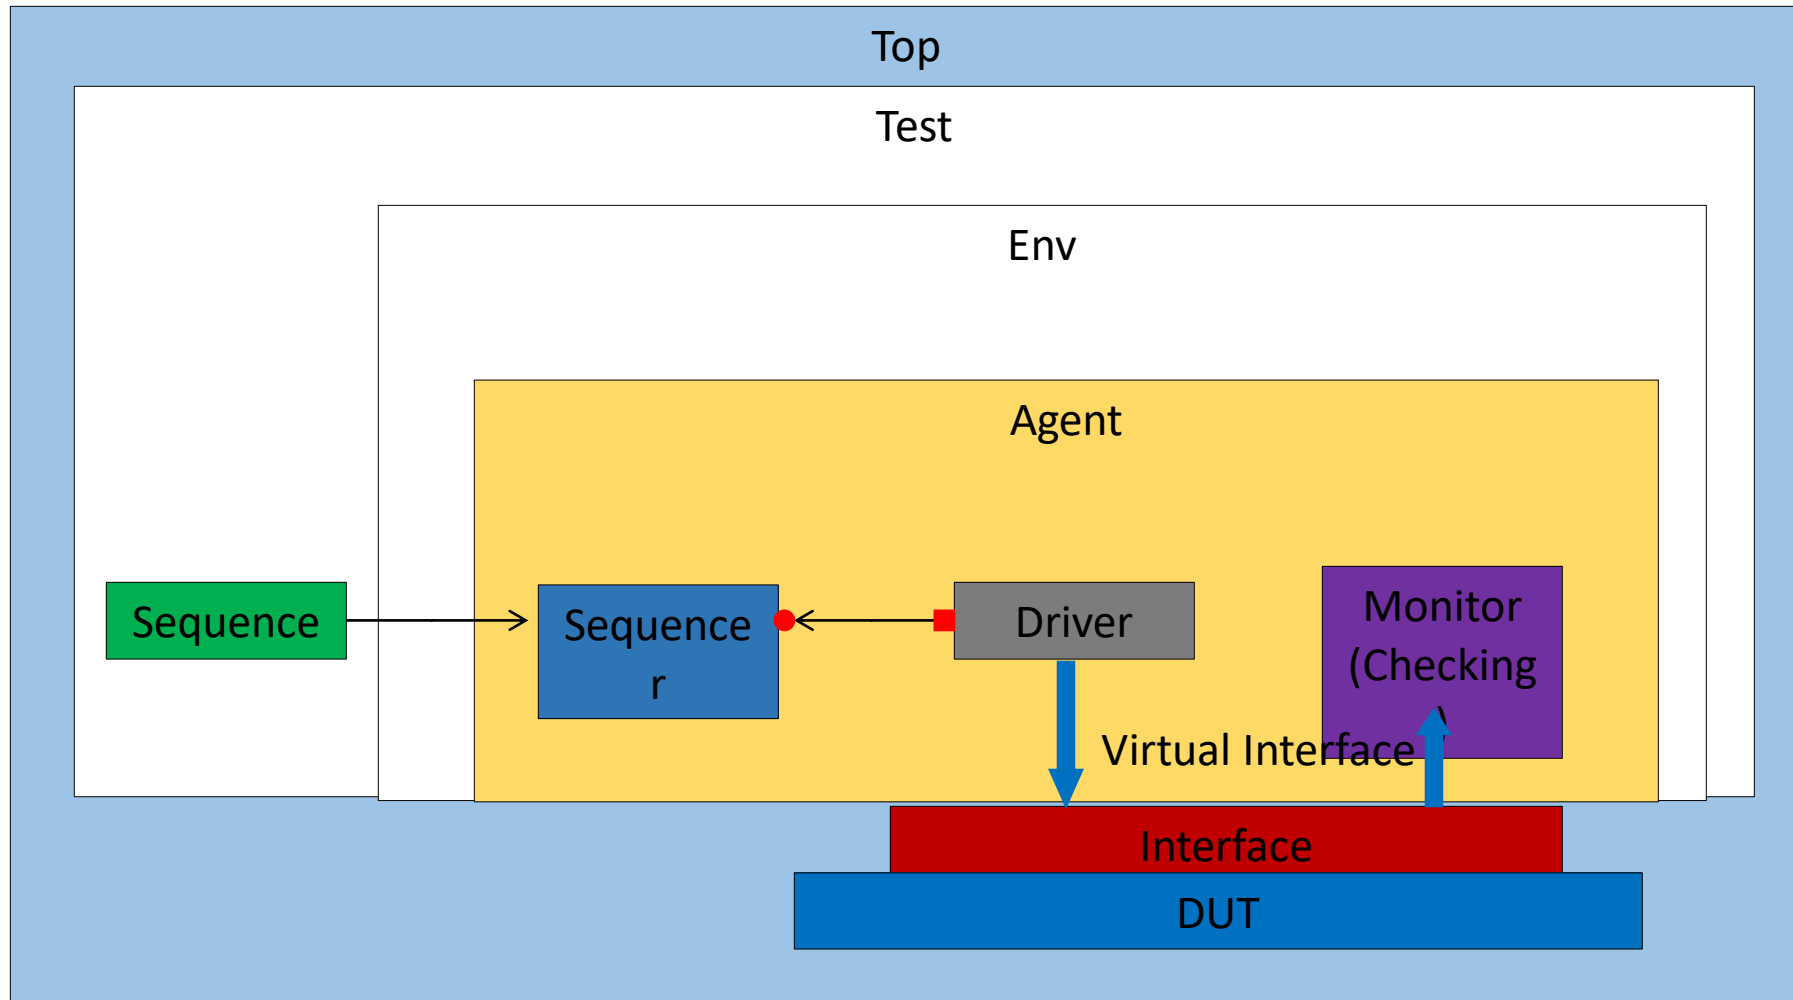 Top
Test
Env
Agent
Sequence
Sequence
r
Driver
Monitor
(Checking
)
Virtual Interface
Interface
DUT